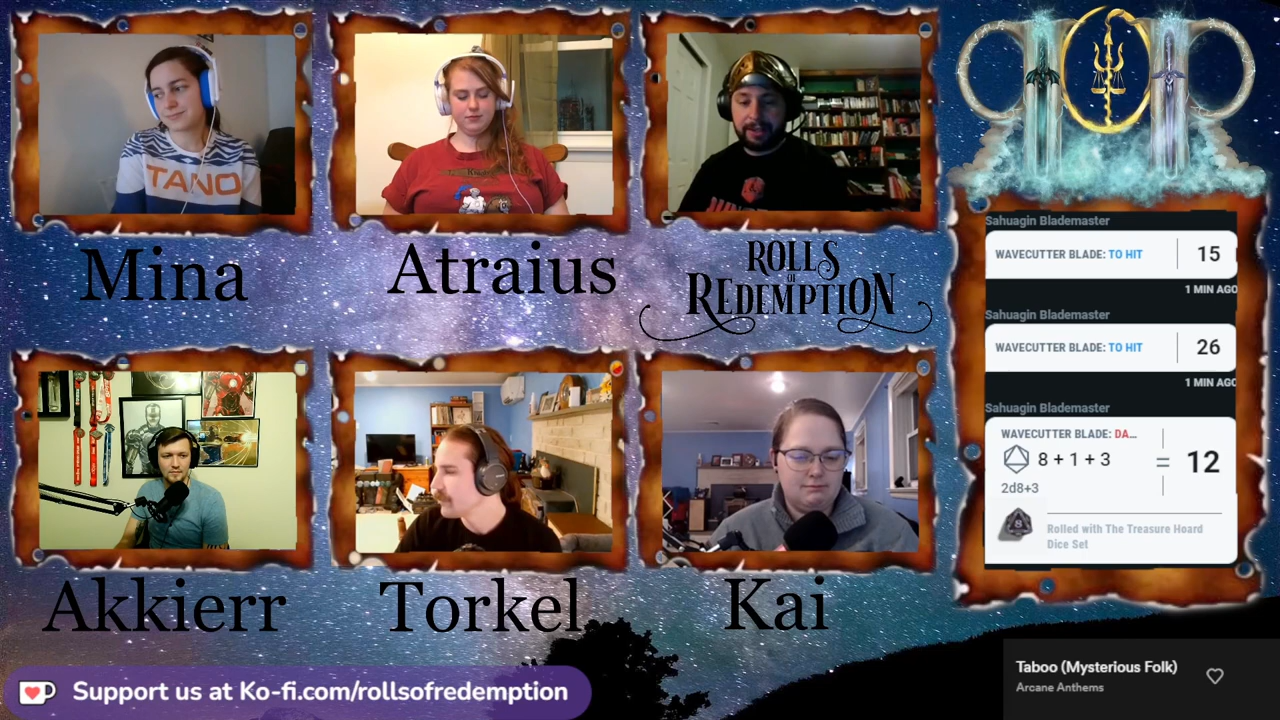 TANO
Mina
Atraius
ROLLS
OF
REDEMPTION
Akkierr
Torkel
Kai
Sahuagin Blademaster
WAVECUTTER BLADE: TO HIT
15
1 MIN AGO
Sahuagin Blademaster
WAVECUTTER BLADE: TO HIT
26
1 MIN AGO
Sahuagin Blademaster
WAVECUTTER BLADE: DA...
8 + 1 + 3
= 12
2d8+3
8
Rolled with The Treasure Hoard
Dice Set
Support us at Ko-fi.com/rollsofredemption
Taboo (Mysterious Folk)
Arcane Anthems